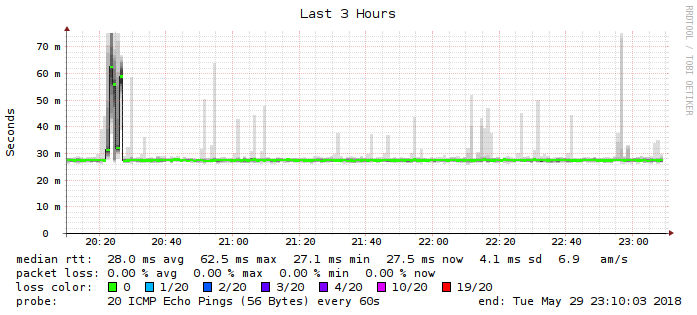 Last 3 Hours
RRDTOOL / TOBI OETIKER
Seconds
70 m
60 m
50 m
40 m
30 m
20 m
10 m
0
20:20 20:40 21:00 21:20 21:40 22:00 22:20 22:40 23:00
median rtt: 28.0 ms avg 62.5 ms max 27.1 ms min 27.5 ms now 4.1 ms sd 6.9 am/s
packet loss: 0.00 % avg 0.00 % max 0.00 % min 0.00 % now
loss color: 0 1/20 2/20 3/20 4/20 10/20 19/20
probe: 20 ICMP Echo Pings (56 Bytes) every 60s end: Tue May 29 23:10:03 2018